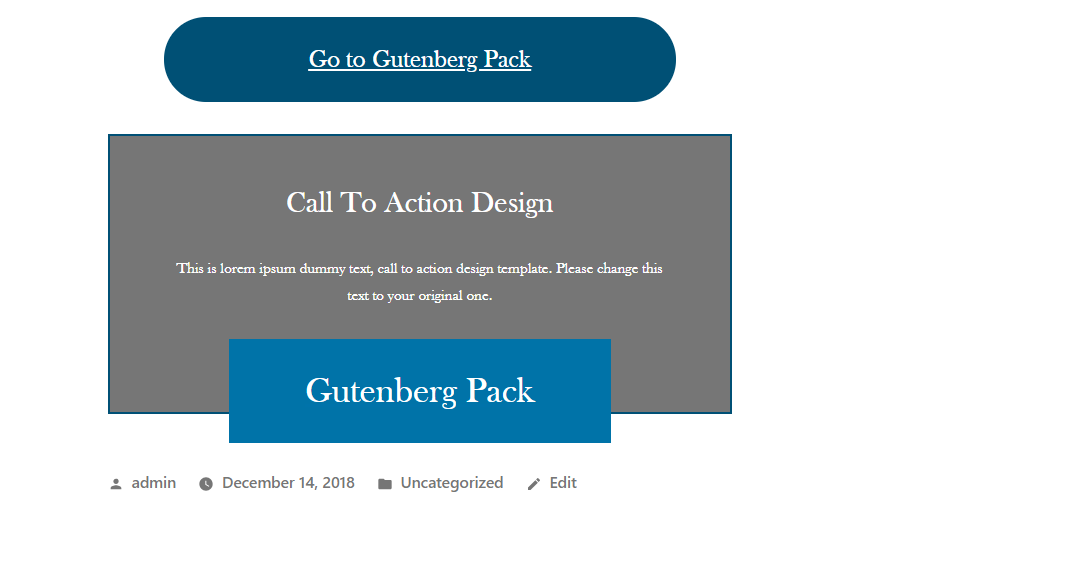 Go to Gutenberg Pack
Call To Action Design
This is lorem ipsum dummy text, call to action design template. Please change this
text to your original one.
Gutenberg Pack
admin December 14, 2018 Uncategorized Edit